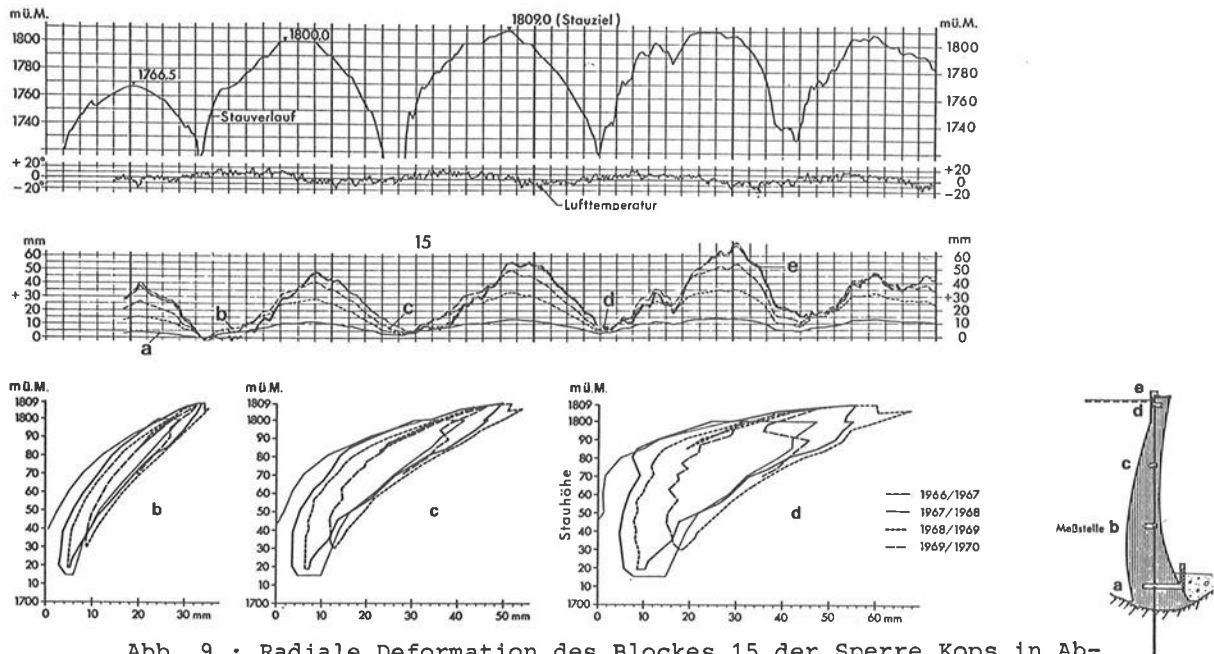 mü.M.
1809.0 (Stauziel)
mü.M.
1800
1800.0
1800
1780
1780
1766.5
1760
1760
Stauverlauf
1740
1740
+ 20°
+20
0
0
-20°
-20
Lufttemperatur
15
mm
mm
60
60
50
50
e
40
40
+ 30
+30
20
b
c
d
20
10
10
0
0
a
mü.M.
mü.M.
mü.M.
e
1809
1809
1809
d
90
90
90
80
80
80
c
70
70
70
60
60
60
1966/1967
50
b
50
c
50
d
1967/1968
Meßstelle b
40
40
Stauhöhe
40
1968/1969
30
30
30
1969/1970
20
20
20
10
10
10
a
1700
1700
1700
0 10 20 30 mm
0 10 20 30 40 50 mm
0 10 20 30 40 50 60 mm
Abb. 9 : Radiale Deformation des Blockes 15 der Sperre Kops in Ab-